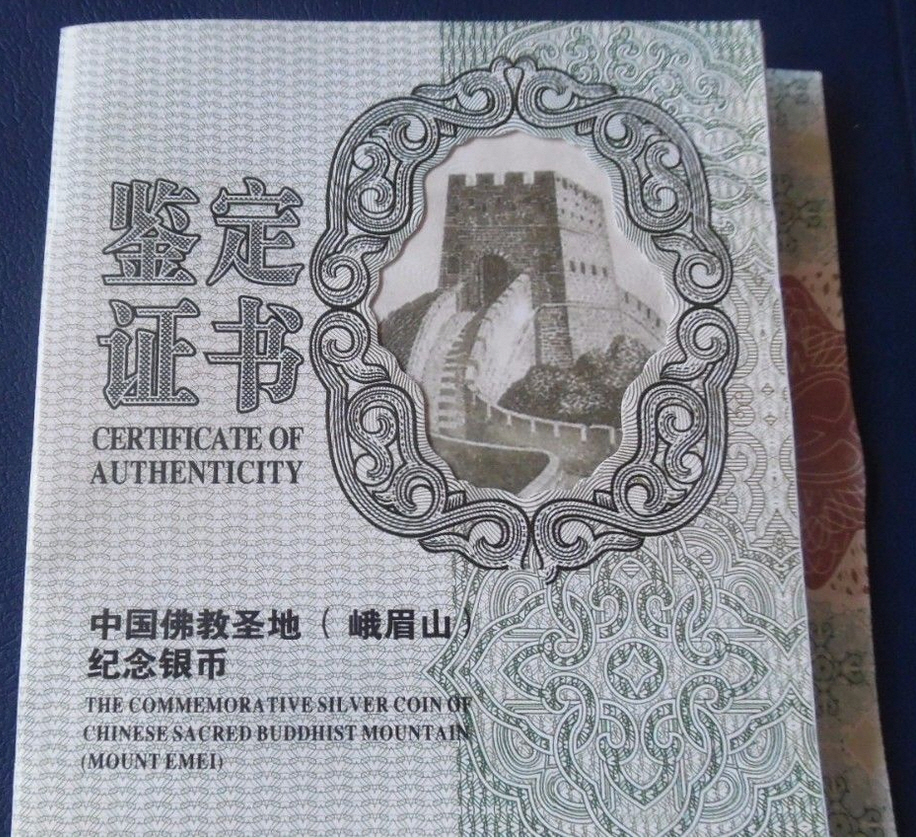 鉴定
证书
CERTIFICATE OF
AUTHENTICITY
中国佛教圣地（峨眉山）
纪念银币
THE COMMEMORATIVE SILVER COIN OF
CHINESE SACRED BUDDHIST MOUNTAIN
(MOUNT EMEI)